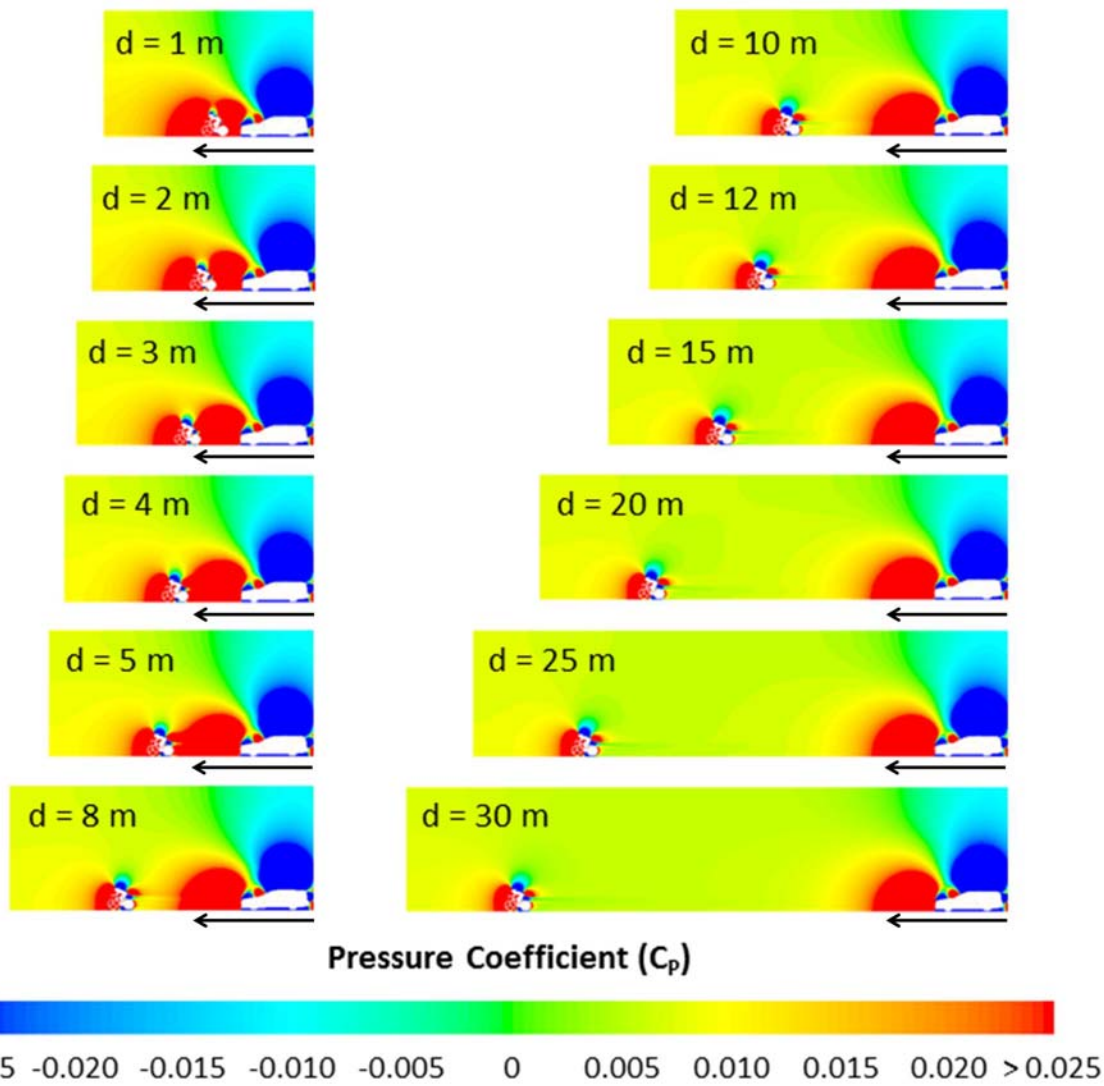 d = 1 m
d = 2 m
d = 3 m
d = 4 m
d = 5 m
d = 8 m
d = 10 m
d = 12 m
d = 15 m
d = 20 m
d = 25 m
d = 30 m
Pressure Coefficient (Cₚ)
5 -0.020 -0.015 -0.010 -0.005 0 0.005 0.010 0.015 0.020 > 0.025